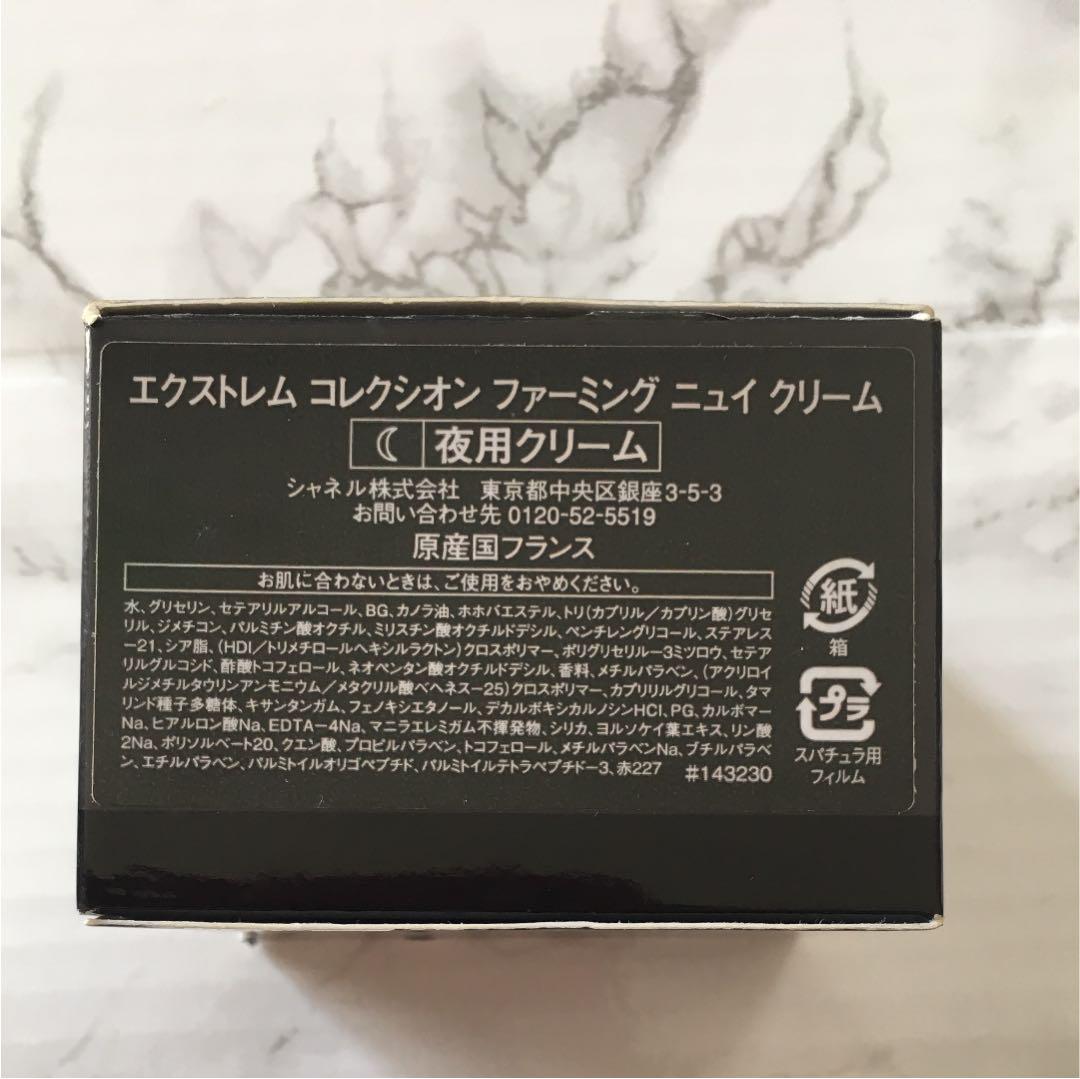 エクストレム コレクシオン ファーミング ニュイ クリーム
夜用クリーム
シャネル株式会社 東京都中央区銀座3-5-3
お問い合わせ先 0120-52-5519
原産国フランス
お肌に合わないときは、ご使用をおやめください。
水、グリセリン、セテアリルアルコール、BG、カノラ油、ホホバエステル、トリ(カプリル/カプリン酸)グリセ
リル、ジメチコン、パルミチン酸オクチル、ミリスチン酸オクチルドデシル、ペンチレングリコール、ステアレス
ー21、シア脂、(HDI/トリメチロールヘキシルラクトン)クロスポリマー、ポリグリセリルー3ミツロウ、セテア
リルグルコシド、酢酸トコフェロール、ネオペンタン酸オクチルドデシル、香料、メチルパラベン、(アクリロイ
ルジメチルタウリンアンモニウム/メタクリル酸ベヘネスー25)クロスポリマー、カプリリルグリコール、タマ
リンド種子多糖体、キサンタンガム、フェノキシエタノール、デカルボキシカルノシンHCl、PG、カルボマー
Na、ヒアルロン酸Na、EDTAー4Na、マニラエレミガム不揮発物、シリカ、ヨルソケイ葉エキス、リン酸
2Na、ポリソルベート20、クエン酸、プロピルパラベン、トコフェロール、メチルパラベンNa、ブチルパラベ
ン、エチルパラベン、パルミトイルオリゴペプチド、パルミトイルテトラペプチドー3、赤227 #143230
紙
箱
プラ
スパチュラ用
フィルム